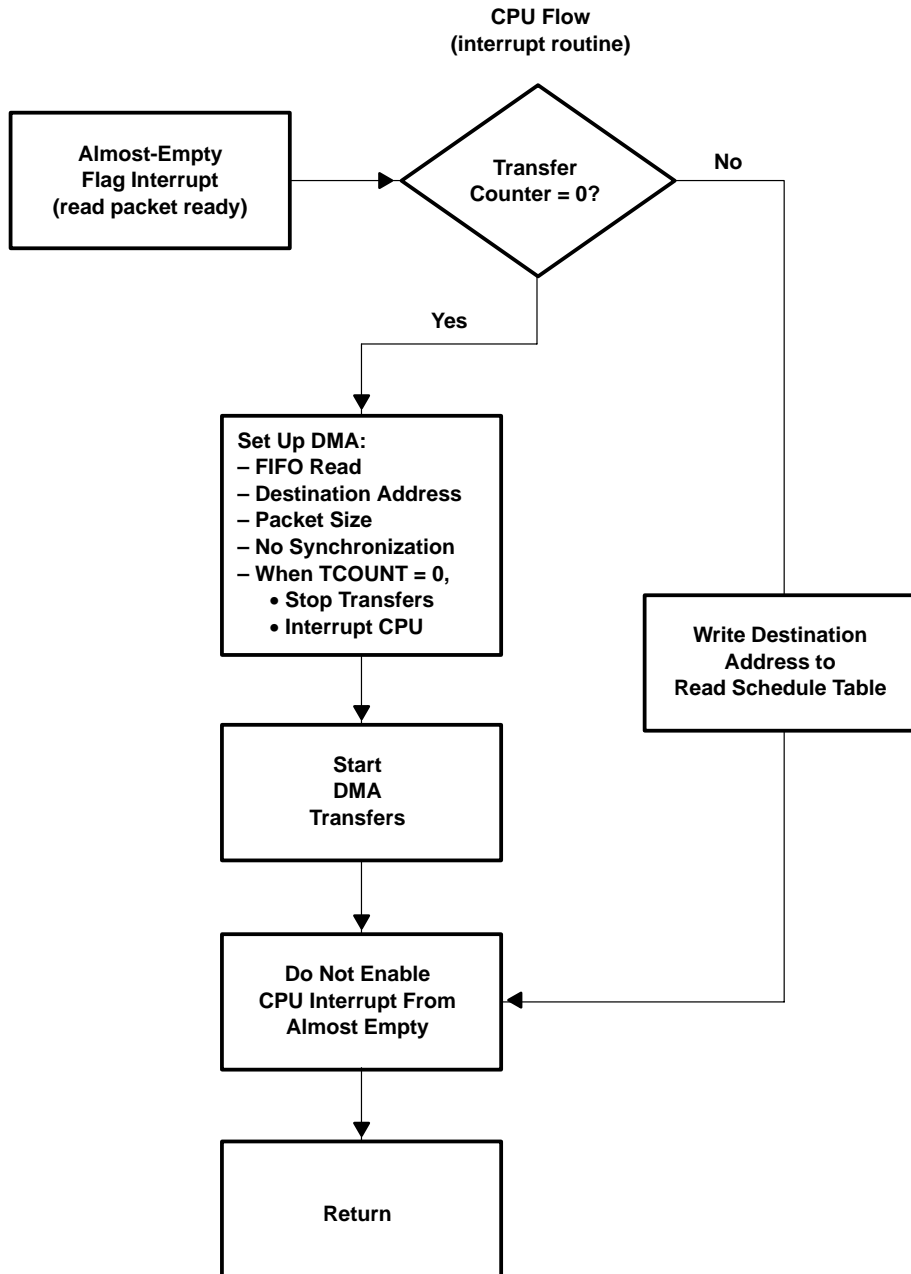 CPU Flow
(interrupt routine)
Almost-Empty
Flag Interrupt
(read packet ready)
Transfer
Counter = 0?
No
Yes
Set Up DMA:
– FIFO Read
– Destination Address
– Packet Size
– No Synchronization
– When TCOUNT = 0,
• Stop Transfers
• Interrupt CPU
Write Destination
Address to
Read Schedule Table
Start
DMA
Transfers
Do Not Enable
CPU Interrupt From
Almost Empty
Return